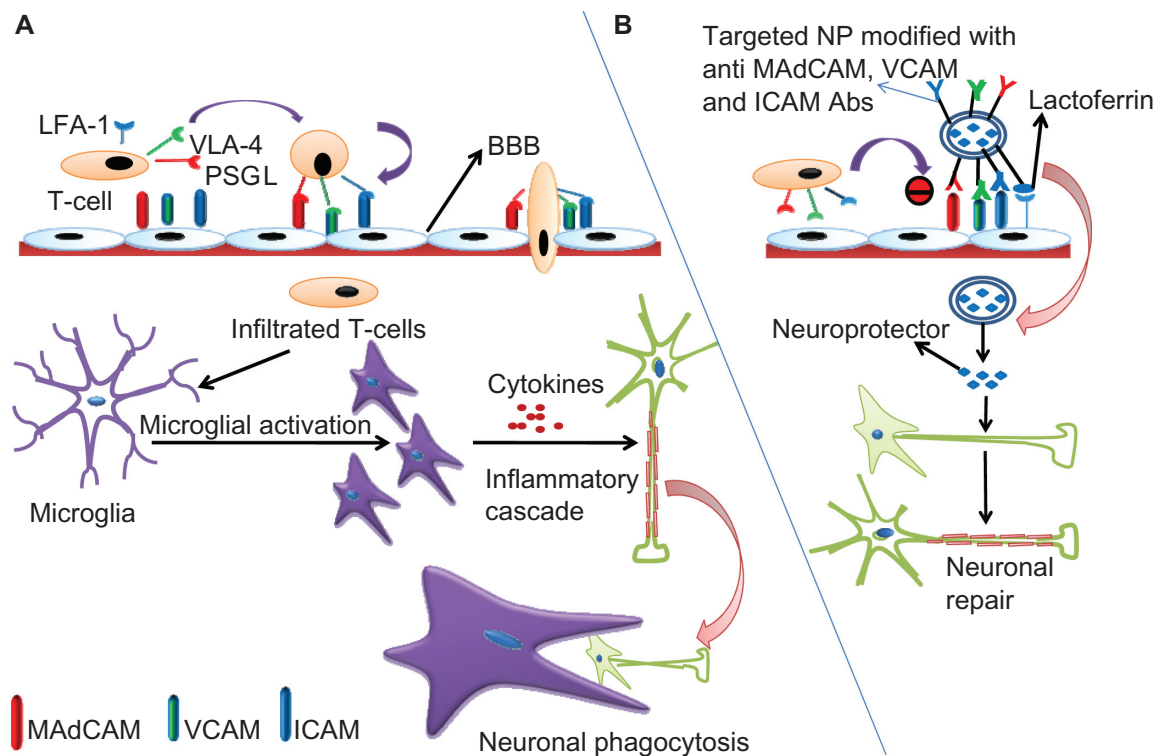 A
LFA-1
VLA-4
PSGL
T-cell
BBB
Infiltrated T-cells
Microglial activation
Cytokines
Inflammatory
cascade
Microglia
Neuronal phagocytosis
MAdCAM
VCAM
ICAM
B
Targeted NP modified with
anti MAdCAM, VCAM
and ICAM Abs
Lactoferrin
Neuroprotector
Neuronal
repair